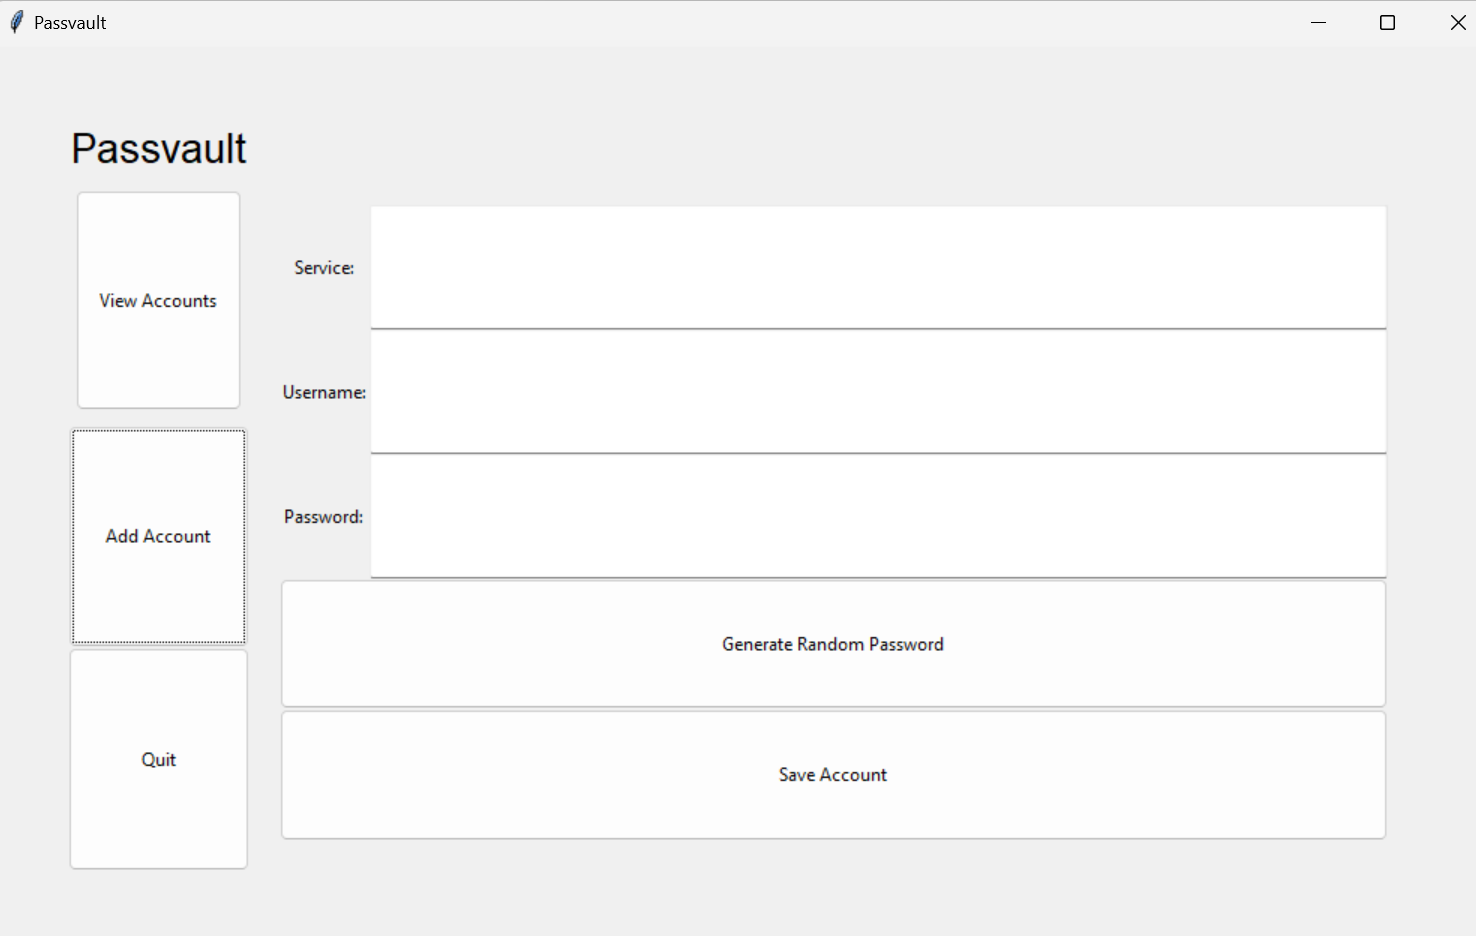 Passvault
Passvault
View Accounts
Add Account
Quit
Service:
Username:
Password:
Generate Random Password
Save Account